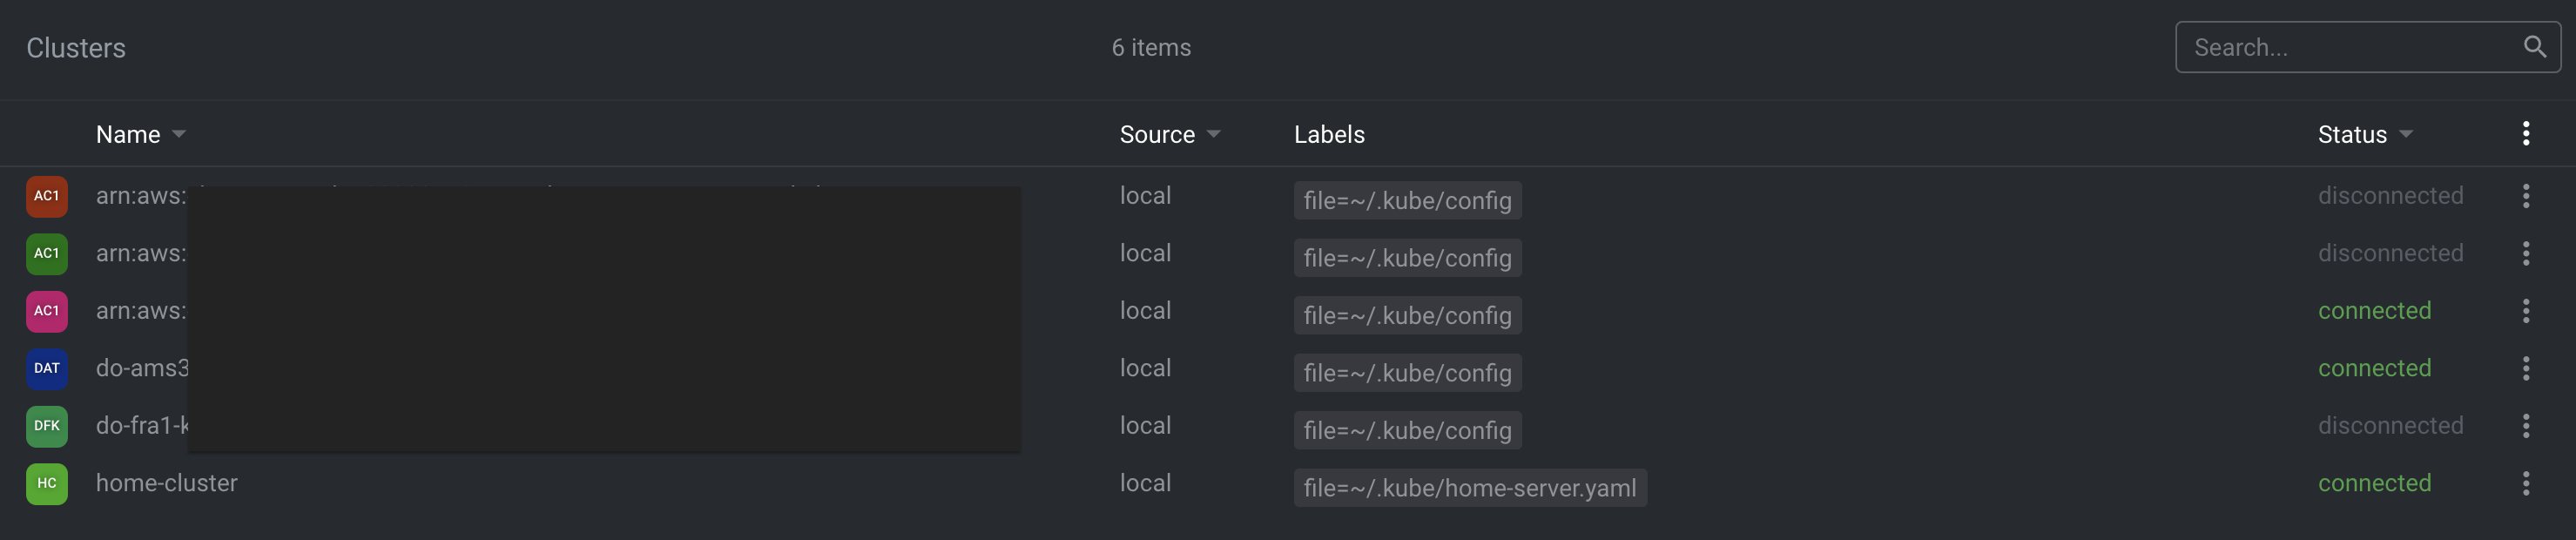 Clusters 6 items Search...
Name Source Labels Status
AC1 arn:aws: local file=~/.kube/config disconnected
AC1 arn:aws: local file=~/.kube/config disconnected
AC1 arn:aws: local file=~/.kube/config connected
DAT do-ams3 local file=~/.kube/config connected
DFK do-fra1-k local file=~/.kube/config disconnected
HC home-cluster local file=~/.kube/home-server.yaml connected